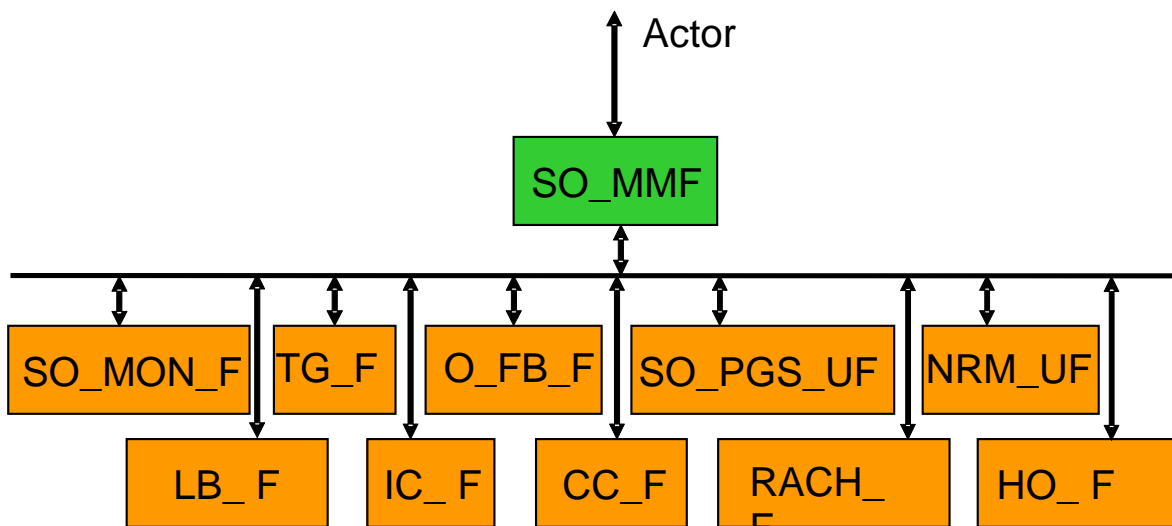 Actor
SO_MMF
SO_MON_F
TG_F
O_FB_F
SO_PGS_UF
NRM_UF
LB_ F
IC_ F
CC_F
RACH_
F
HO_ F